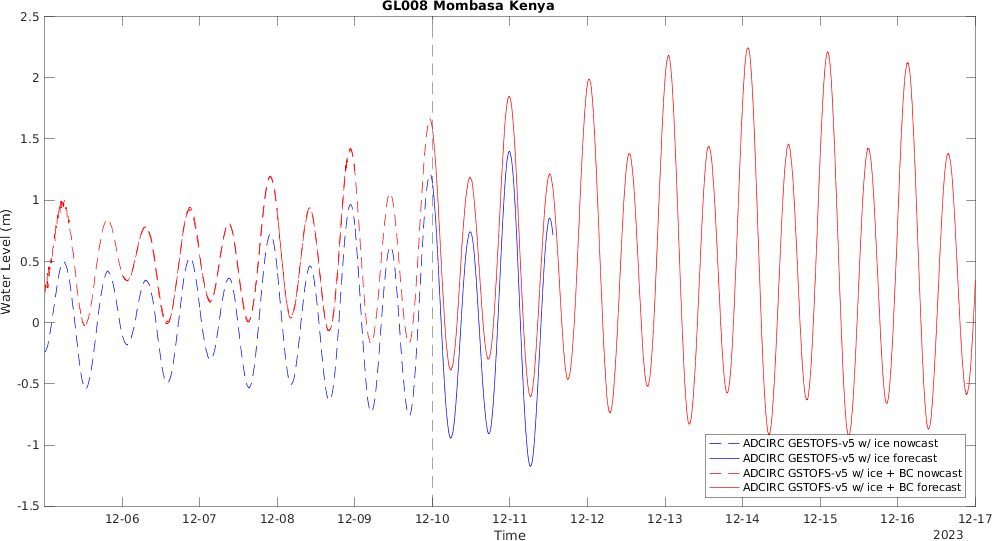 GL008 Mombasa Kenya
2.5
2
1.5
1
0.5
0
-0.5
-1
-1.5
Water Level (m)
ADCIRC GESTOFS-v5 w/ ice nowcast
ADCIRC GESTOFS-v5 w/ ice forecast
ADCIRC GSTOFS-v5 w/ ice + BC nowcast
ADCIRC GSTOFS-v5 w/ ice + BC forecast
12-06 12-07 12-08 12-09 12-10 12-11 12-12 12-13 12-14 12-15 12-16 12-17
Time
2023